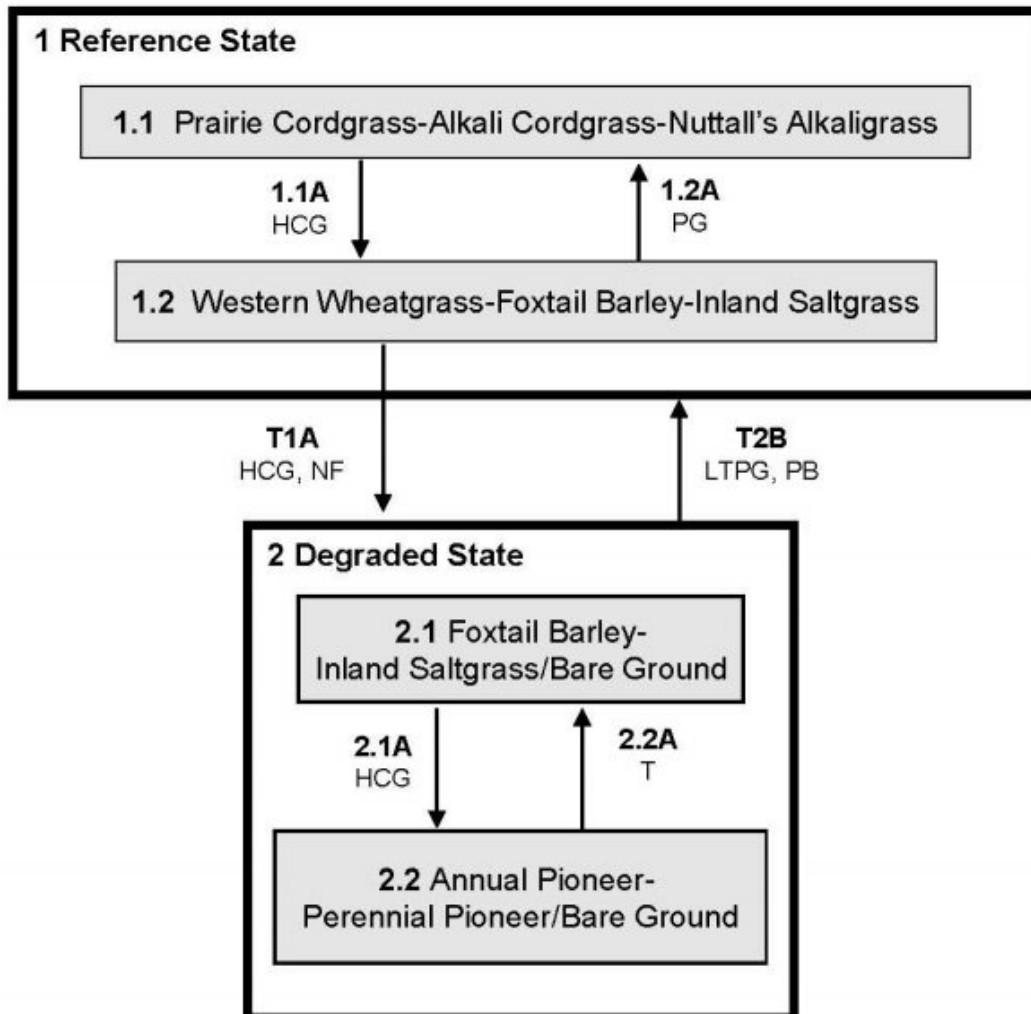 1 Reference State
1.1 Prairie Cordgrass-Alkali Cordgrass-Nuttall's Alkaligrass
1.1A
HCG
1.2A
PG
1.2 Western Wheatgrass-Foxtail Barley-Inland Saltgrass
T1A
HCG, NF
T2B
LTPG, PB
2 Degraded State
2.1 Foxtail Barley-
Inland Saltgrass/Bare Ground
2.1A
HCG
2.2A
T
2.2 Annual Pioneer-
Perennial Pioneer/Bare Ground